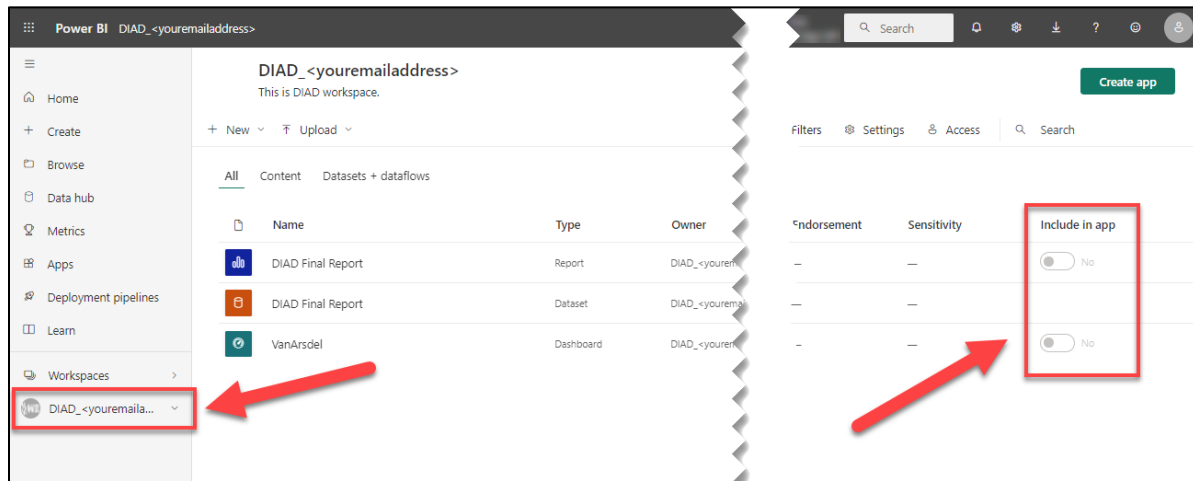 Power BI DIAD_<youremailaddress>
Search
?
Home
Create
Browse
Data hub
Metrics
Apps
Deployment pipelines
Learn
Workspaces
DIAD_<youremaila...
DIAD_<youremailaddress>
This is DIAD workspace.
Create app
+ New Upload
Filters Settings Access Search
All Content Datasets + dataflows
Name Type Owner Endorsement Sensitivity Include in app
DIAD Final Report Report DIAD_<yourem — — No
DIAD Final Report Dataset DIAD_<yourema — —
VanArsdel Dashboard DIAD_<yourem – — No